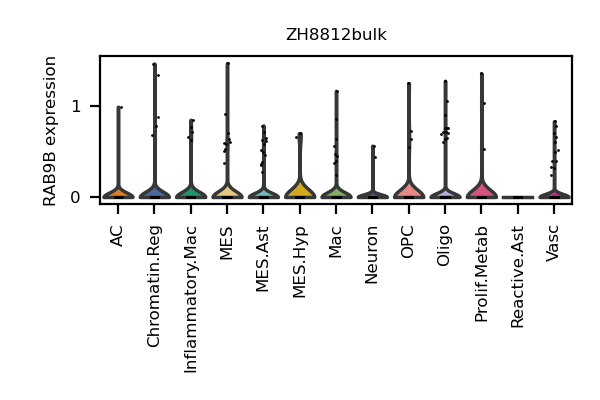 ZH8812bulk
RAB9B expression
1
0
AC
Chromatin.Reg
Inflammatory.Mac
MES
MES.Ast
MES.Hyp
Mac
Neuron
OPC
Oligo
Prolif.Metab
Reactive.Ast
Vasc